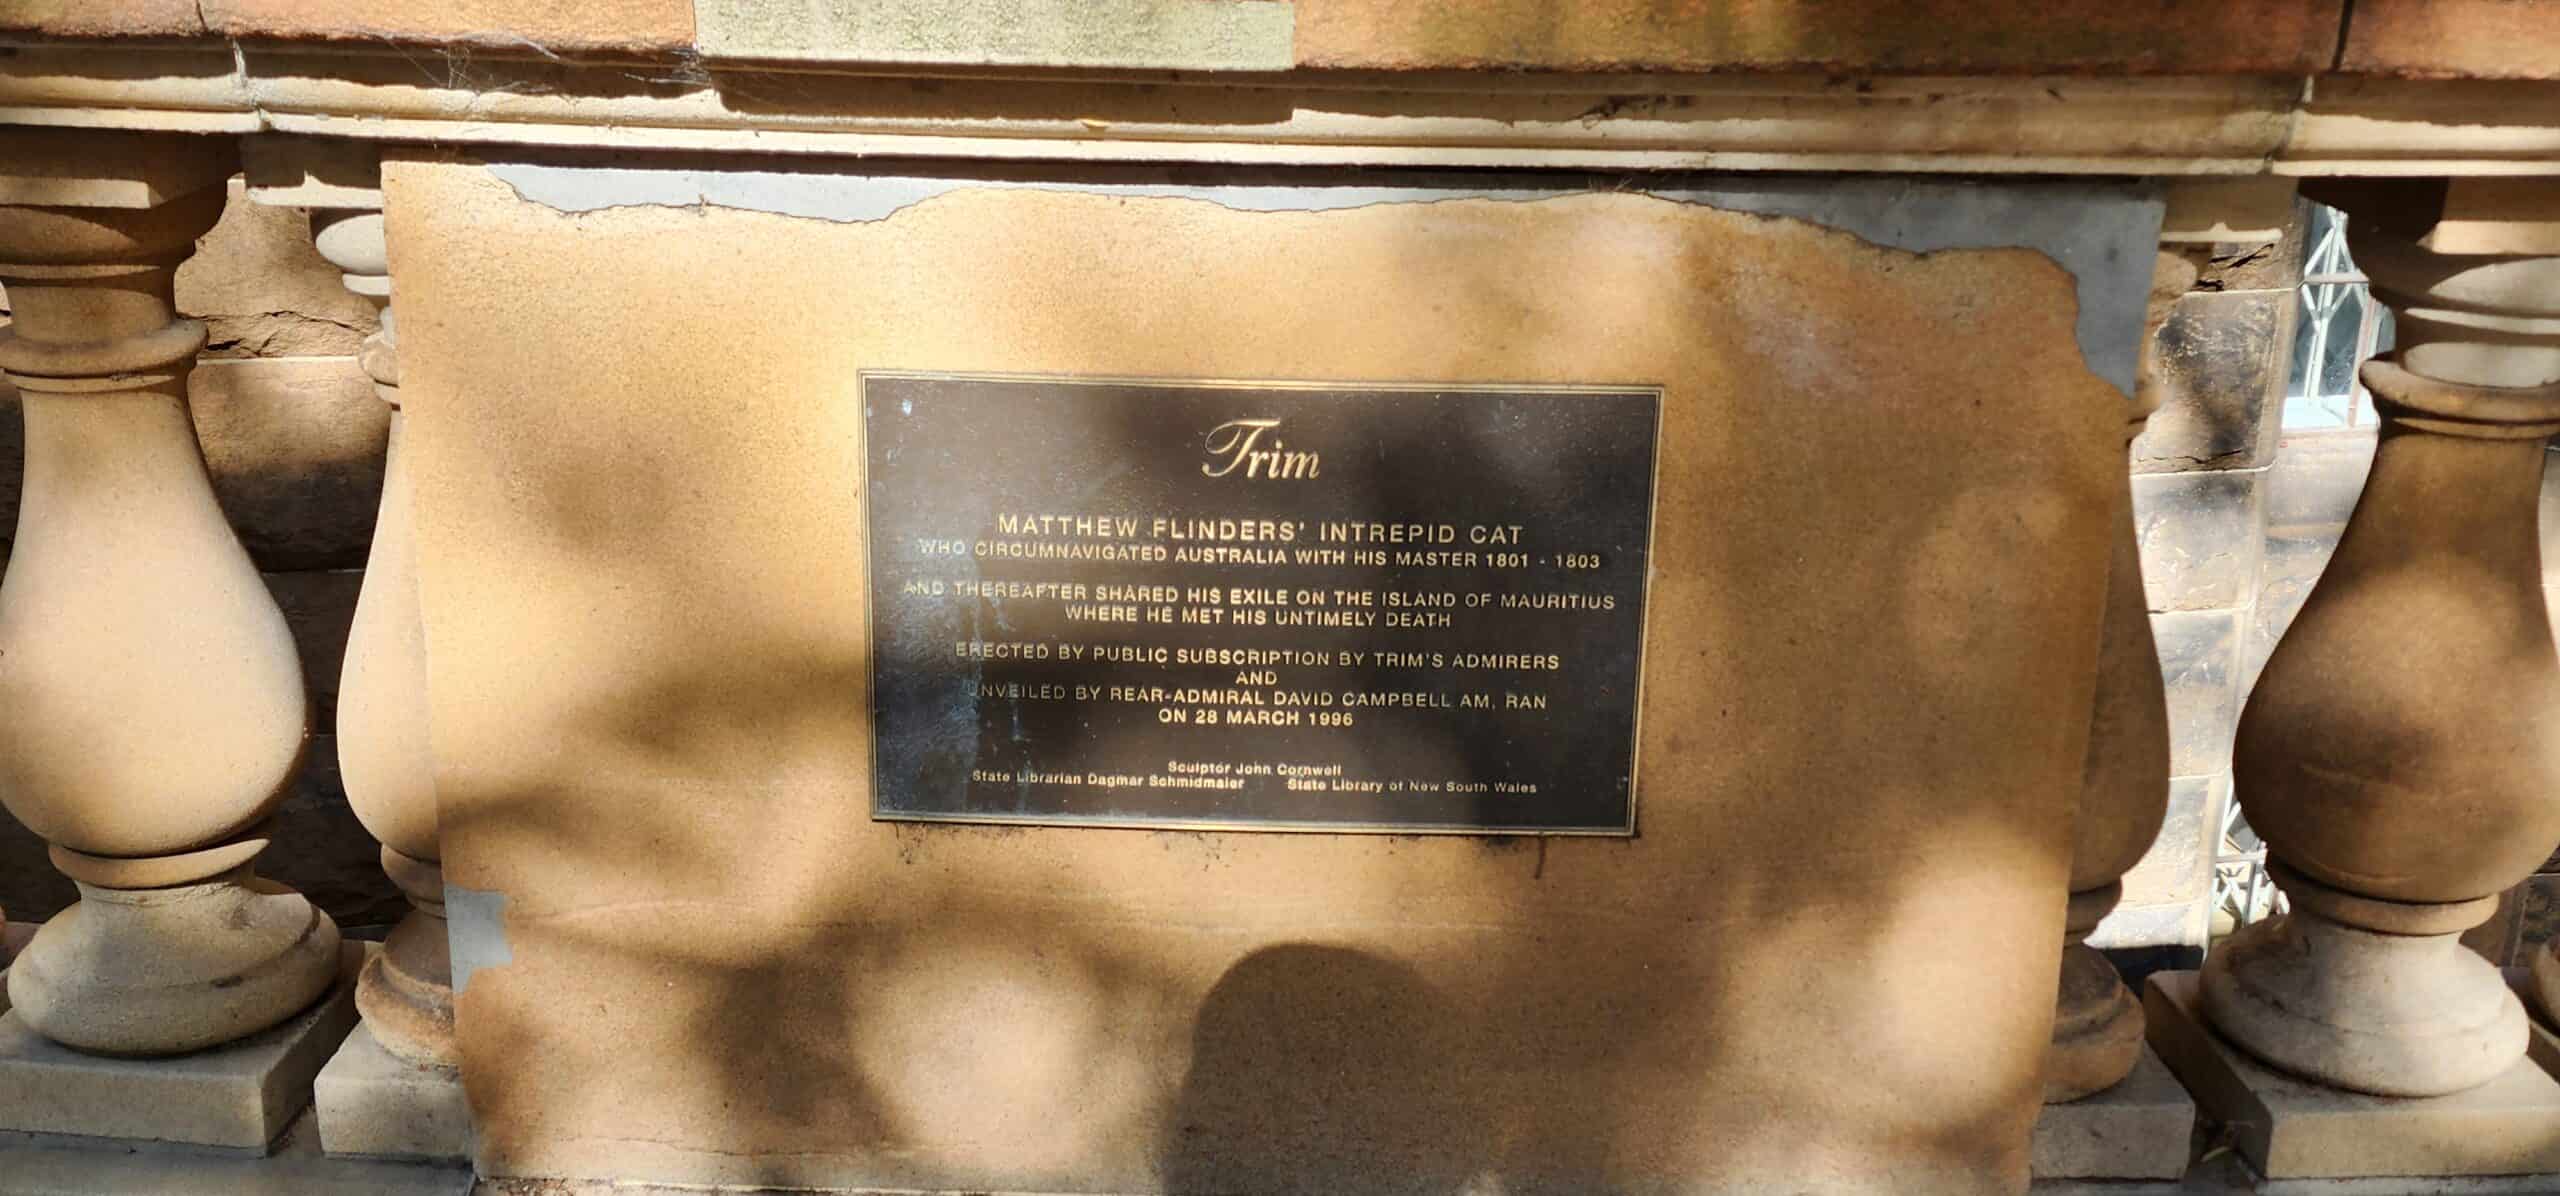 Trim
MATTHEW FLINDERS' INTREPID CAT
WHO CIRCUMNAVIGATED AUSTRALIA WITH HIS MASTER 1801 - 1803
AND THEREAFTER SHARED HIS EXILE ON THE ISLAND OF MAURITIUS
WHERE HE MET HIS UNTIMELY DEATH
ERECTED BY PUBLIC SUBSCRIPTION BY TRIM'S ADMIRERS
AND
UNVEILED BY REAR-ADMIRAL DAVID CAMPBELL AM, RAN
ON 28 MARCH 1996
Sculptor John Cornwell
State Librarian Dagmar Schmidmaier State Library of New South Wales